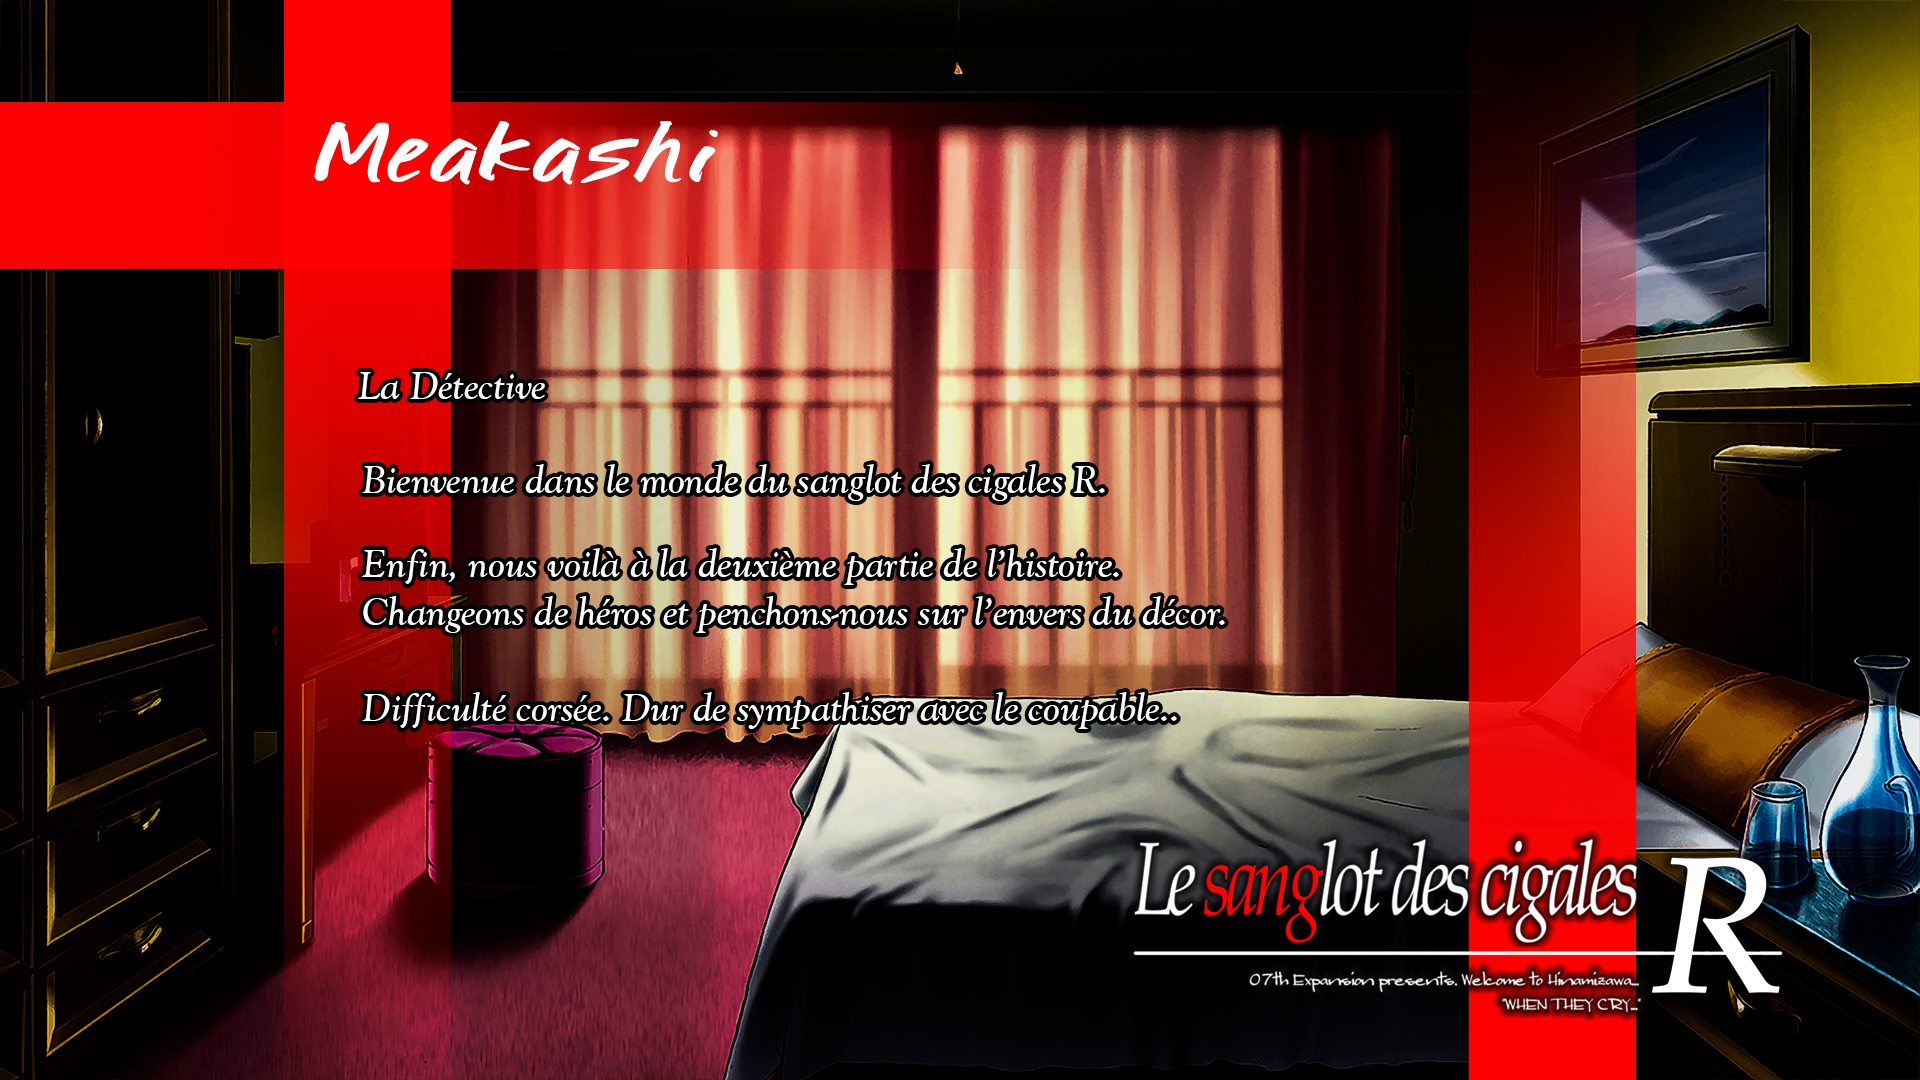 Meakashi
La Détective
Bienvenue dans le monde du sanglot des cigales R.
Enfin, nous voilà à la deuxième partie de l'histoire.
Changeons de héros et penchons-nous sur l'envers du décor.
Difficulté corsée. Dur de sympathiser avec le coupable..
Le sanglot des cigales R
07th Expansion presents. Welcome to Hinamizawa...
"WHEN THEY CRY..."